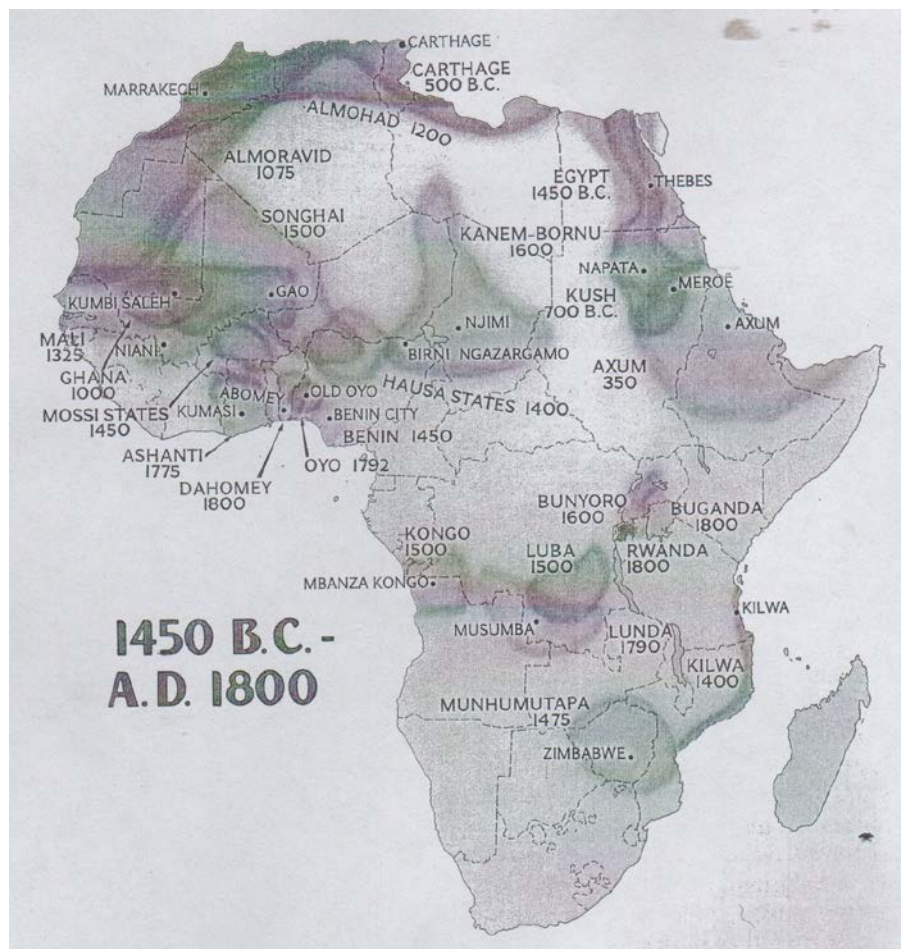 CARTHAGE
CARTHAGE
500 B.C.
MARRAKECH
ALMOHAD 1200
ALMORAVID
1075
EGYPT
1450 B.C.
THEBES
SONGHAI
1500
KANEM-BORNU
1600
NAPATA
MEROË
KUSH
700 B.C.
KUMBI SALEH
GAO
NJIMI
AXUM
MALI
1325
NIANI
BIRNI NGAZARGAMO
AXUM
350
GHANA
1000
HAUSA STATES 1400
MOSSI STATES
1450
ABOMEY
OLD OYO
KUMASI
BENIN CITY
BENIN 1450
ASHANTI
1775
OYO 1792
DAHOMEY
1800
BUNYORO
1600
BUGANDA
1800
KONGO
1500
LUBA
1500
RWANDA
1800
MBANZA KONGO
KILWA
MUSUMBA
LUNDA
1790
KILWA
1400
1450 B.C.-
A.D. 1800
MUNHUMUTAPA
1475
ZIMBABWE